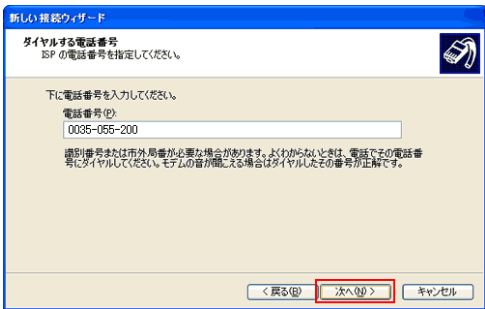 新しい接続ウィザード
ダイヤルする電話番号
ISP の電話番号を指定してください。
下に電話番号を入力してください。
電話番号(P):
0035-055-200
識別番号または市外局番が必要な場合があります。よくわからないときは、電話でその電話番
号にダイヤルしてください。モデムの音が聞こえる場合はダイヤルしたその番号が正解です。
< 戻る(B) 次へ(N) > キャンセル